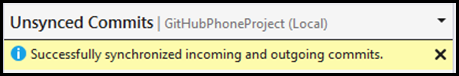 Unsynced Commits | GitHubPhoneProject (Local)
Successfully synchronized incoming and outgoing commits.